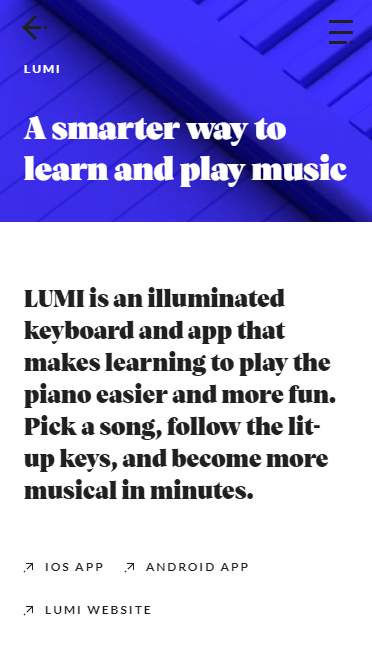 LUMI
A smarter way to
learn and play music
LUMI is an illuminated
keyboard and app that
makes learning to play the
piano easier and more fun.
Pick a song, follow the lit-
up keys, and become more
musical in minutes.
IOS APP ANDROID APP
LUMI WEBSITE